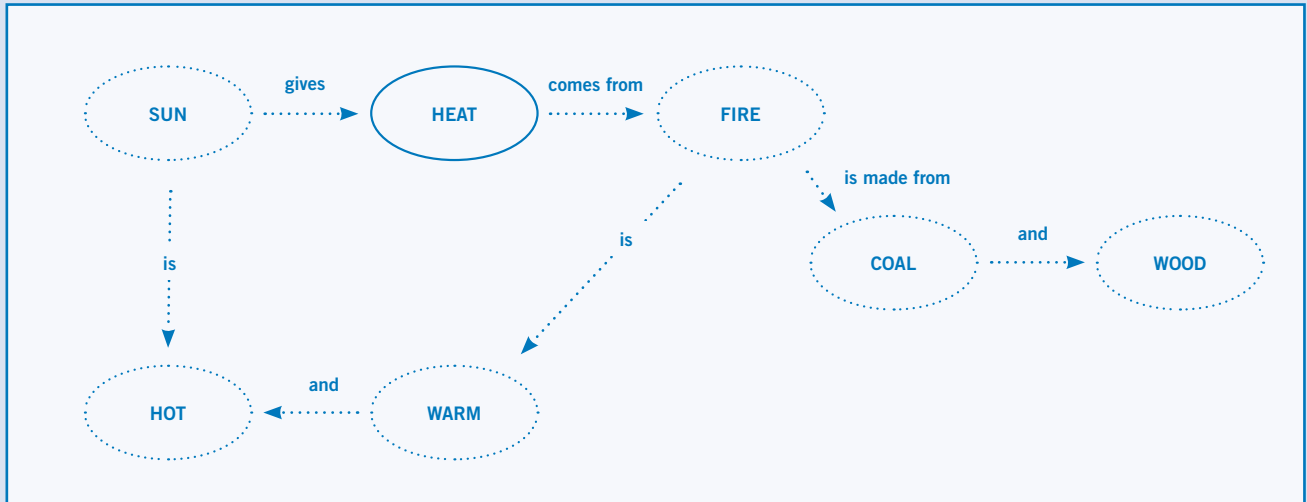 gives
comes from
SUN
HEAT
FIRE
is made from
and
is
is
COAL
WOOD
and
HOT
WARM